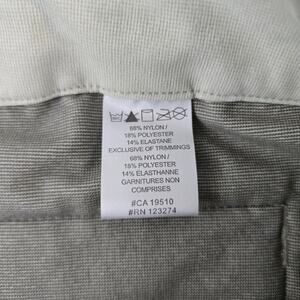 68% NYLON /
18% POLYESTER
14% ELASTANE
EXCLUSIVE OF TRIMMINGS
68% NYLON /
18% POLYESTER
14% ELASTHANNE
GARNITURES NON
COMPRISES
#CA 19510
#RN 123274